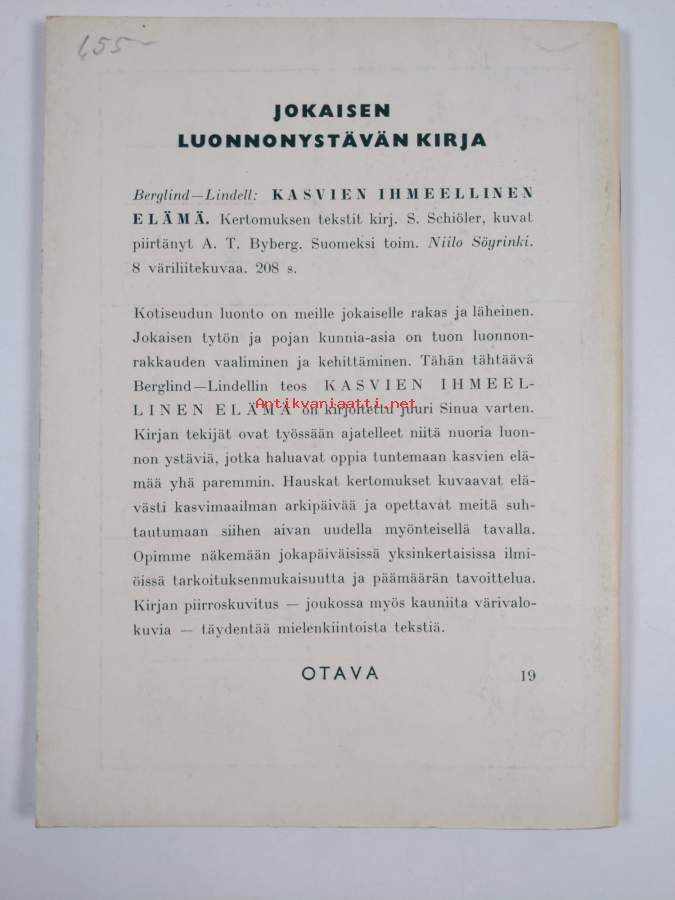 1,55-
JOKAISEN
LUONNONYSTÄVÄN KIRJA
Berglind—Lindell: KASVIEN IHMEELLINEN
ELÄMÄ. Kertomuksen tekstit kirj. S. Schiöler, kuvat
piirtänyt A. T. Byberg. Suomeksi toim. Niilo Söyrinki.
8 väriliitekuvaa. 208 s.
Kotiseudun luonto on meille jokaiselle rakas ja läheinen.
Jokaisen tytön ja pojan kunnia-asia on tuon luonnon-
rakkauden vaaliminen ja kehittäminen. Tähän tähtäävä
Berglind—Lindellin teos KASVIEN IHMEEL-
Antikvaniaatti.net
LINEN ELÄMÄ on kirjoitettu juuri Sinua varten.
Kirjan tekijät ovat työssään ajatelleet niitä nuoria luon-
non ystäviä, jotka haluavat oppia tuntemaan kasvien elä-
mää yhä paremmin. Hauskat kertomukset kuvaavat elä-
västi kasvimaailman arkipäivää ja opettavat meitä suh-
tautumaan siihen aivan uudella myönteisellä tavalla.
Opimme näkemään jokapäiväisissä yksinkertaisissa ilmi-
öissä tarkoituksenmukaisuutta ja päämäärän tavoittelua.
Kirjan piirroskuvitus — joukossa myös kauniita värivalo-
kuvia — täydentää mielenkiintoista tekstiä.
OTAVA 19